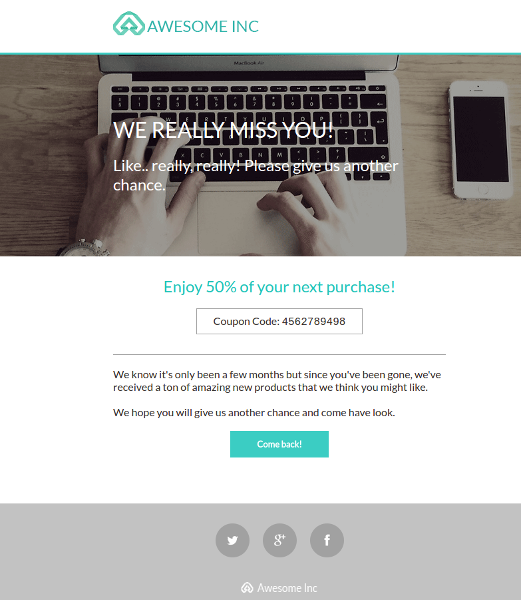 AWESOME INC
MacBook Air
WE REALLY MISS YOU!
Like.. really, really! Please give us another
chance.
Enjoy 50% of your next purchase!
Coupon Code: 4562789498
We know it's only been a few months but since you've been gone, we've
received a ton of amazing new products that we think you might like.
We hope you will give us another chance and come have look.
Come back!
Awesome Inc